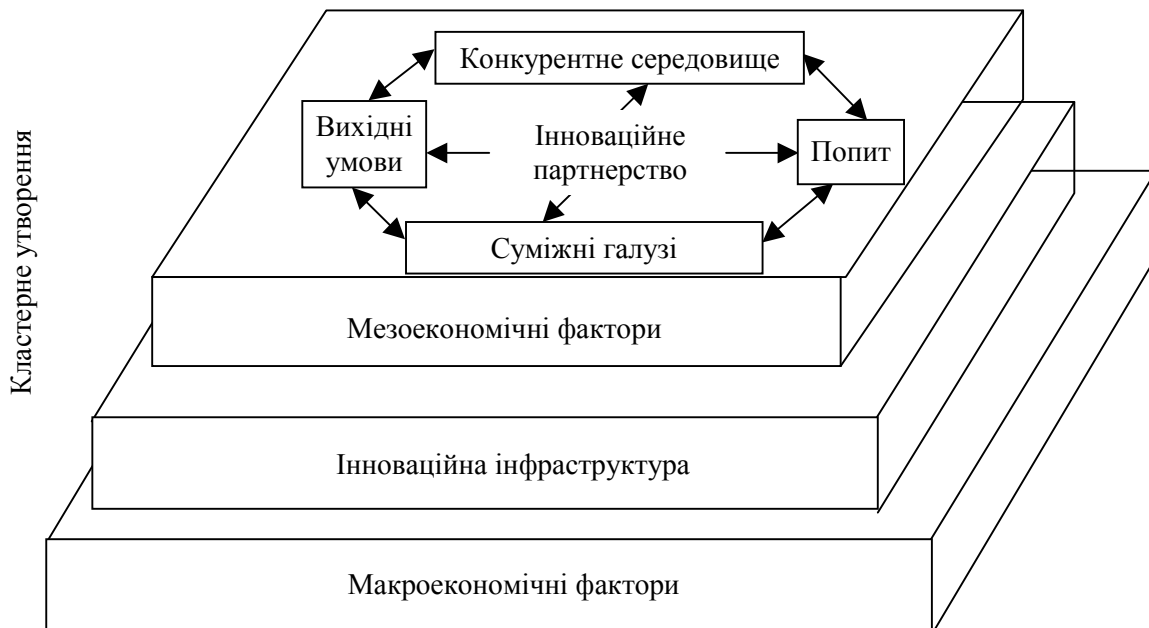 Кластерне утворення
Конкурентне середовище
Вихідні
умови
Інноваційне
партнерство
Попит
Суміжні галузі
Мезоекономічні фактори
Інноваційна інфраструктура
Макроекономічні фактори